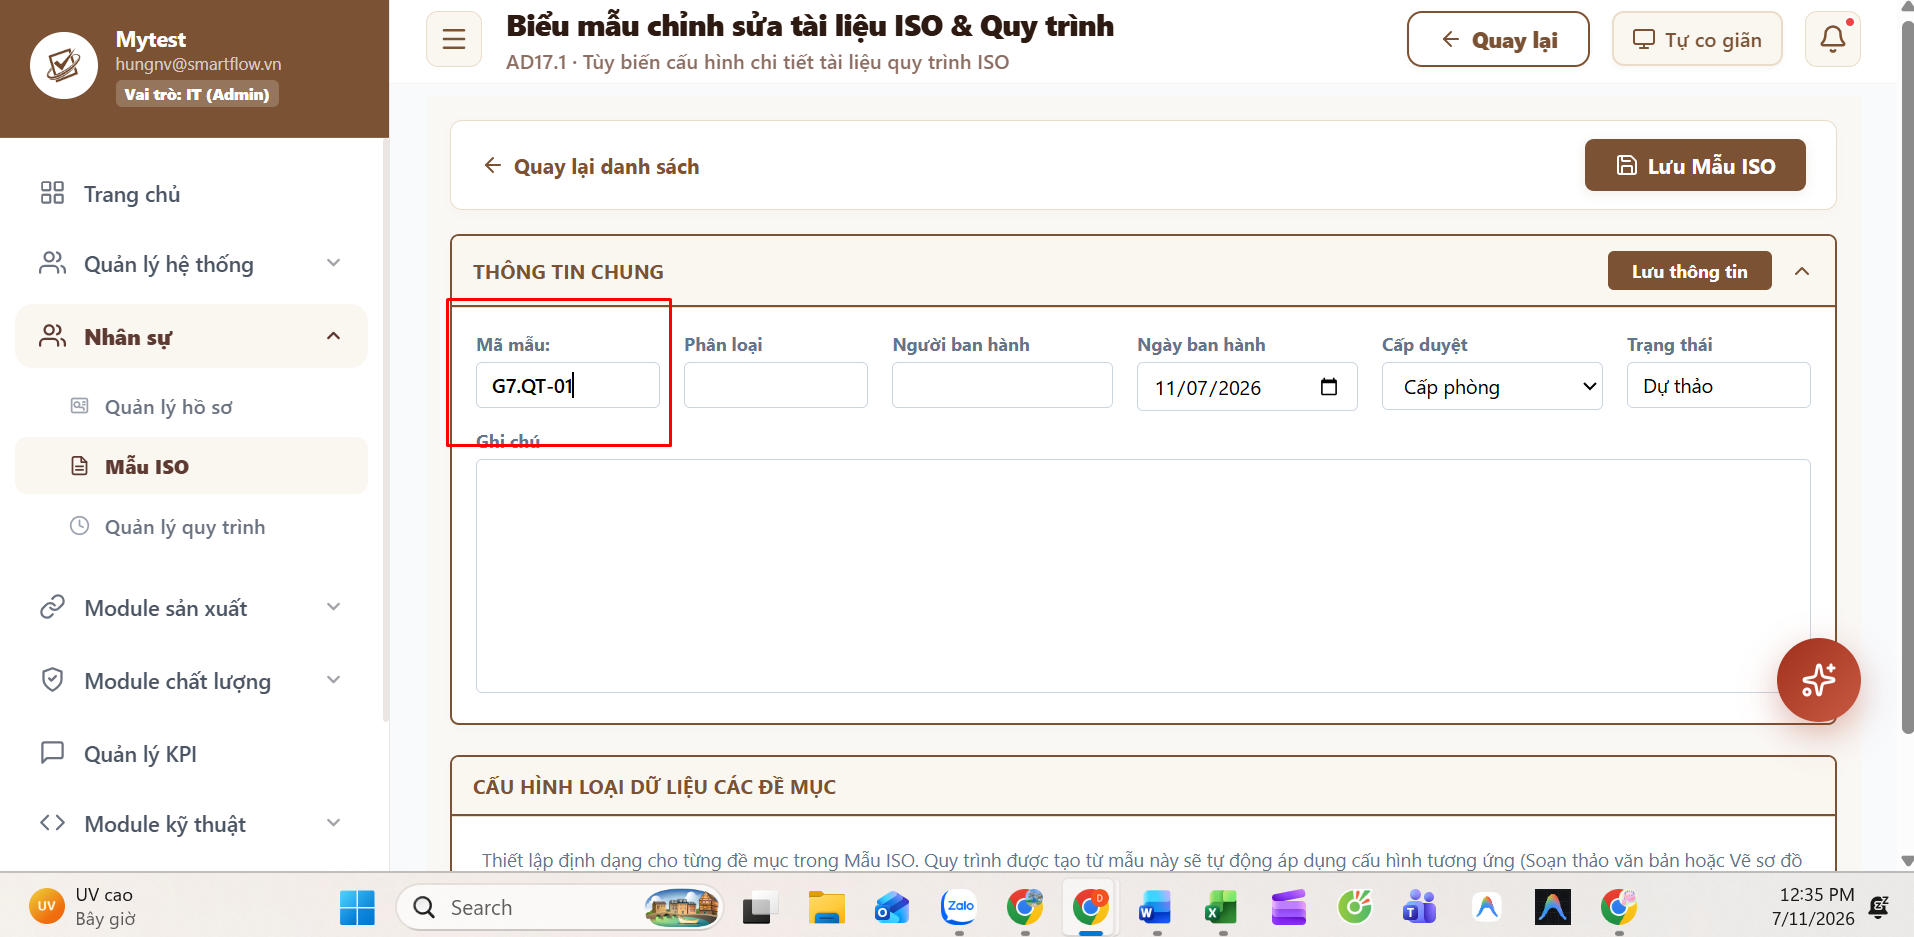 Mytest
hungnv@smartflow.vn
Vai trò: IT (Admin)
Trang chủ
Quản lý hệ thống
Nhân sự
Quản lý hồ sơ
Mẫu ISO
Quản lý quy trình
Module sản xuất
Module chất lượng
Quản lý KPI
Module kỹ thuật
Biểu mẫu chỉnh sửa tài liệu ISO & Quy trình
AD17.1 · Tùy biến cấu hình chi tiết tài liệu quy trình ISO
Quay lại
Tự co giãn
Quay lại danh sách
Lưu Mẫu ISO
THÔNG TIN CHUNG
Lưu thông tin
Mã mẫu:
Phân loại
Người ban hành
Ngày ban hành
Cấp duyệt
Trạng thái
G7.QT-01
11/07/2026
Cấp phòng
Dự thảo
Ghi chú
CẤU HÌNH LOẠI DỮ LIỆU CÁC ĐỀ MỤC
Thiết lập định dạng cho từng đề mục trong Mẫu ISO. Quy trình được tạo từ mẫu này sẽ tự động áp dụng cấu hình tương ứng (Soạn thảo văn bản hoặc Vẽ sơ đồ
UV
UV cao
Bây giờ
Search
Zalo
12:35 PM
7/11/2026